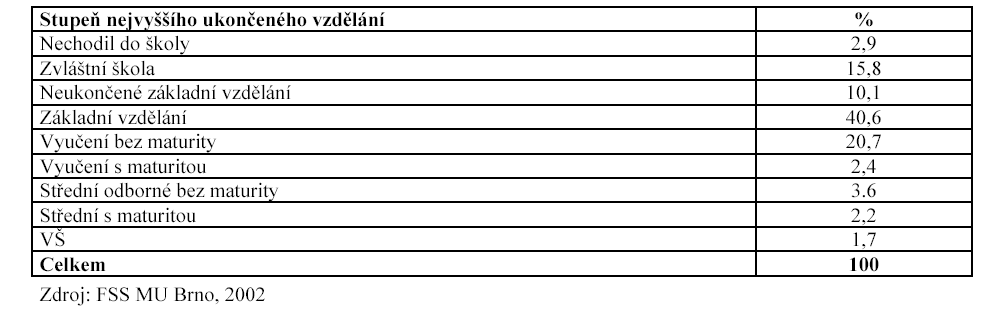 Stupeň nejvyššího ukončeného vzdělání %
Nechodil do školy 2,9
Zvláštní škola 15,8
Neukončené základní vzdělání 10,1
Základní vzdělání 40,6
Vyučení bez maturity 20,7
Vyučení s maturitou 2,4
Střední odborné bez maturity 3.6
Střední s maturitou 2,2
VŠ 1,7
Celkem 100
Zdroj: FSS MU Brno, 2002